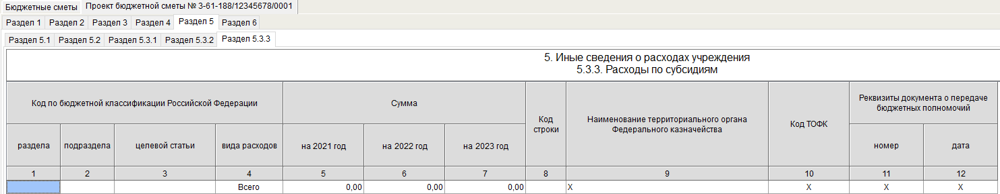 Бюджетные сметы Проект бюджетной сметы № 3-61-188/12345678/0001
Раздел 1 Раздел 2 Раздел 3 Раздел 4 Раздел 5 Раздел 6
Раздел 5.1 Раздел 5.2 Раздел 5.3.1 Раздел 5.3.2 Раздел 5.3.3
5. Иные сведения о расходах учреждения
5.3.3. Расходы по субсидиям
Код по бюджетной классификации Российской Федерации
Сумма
Код
строки
Наименование территориального органа
Федерального казначейства
Код ТОФК
Реквизиты документа о передаче
бюджетных полномочий
раздела подраздела целевой статьи вида расходов на 2021 год на 2022 год на 2023 год номер дата
1 2 3 4 5 6 7 8 9 10 11 12
Всего 0,00 0,00 0,00 X X X X